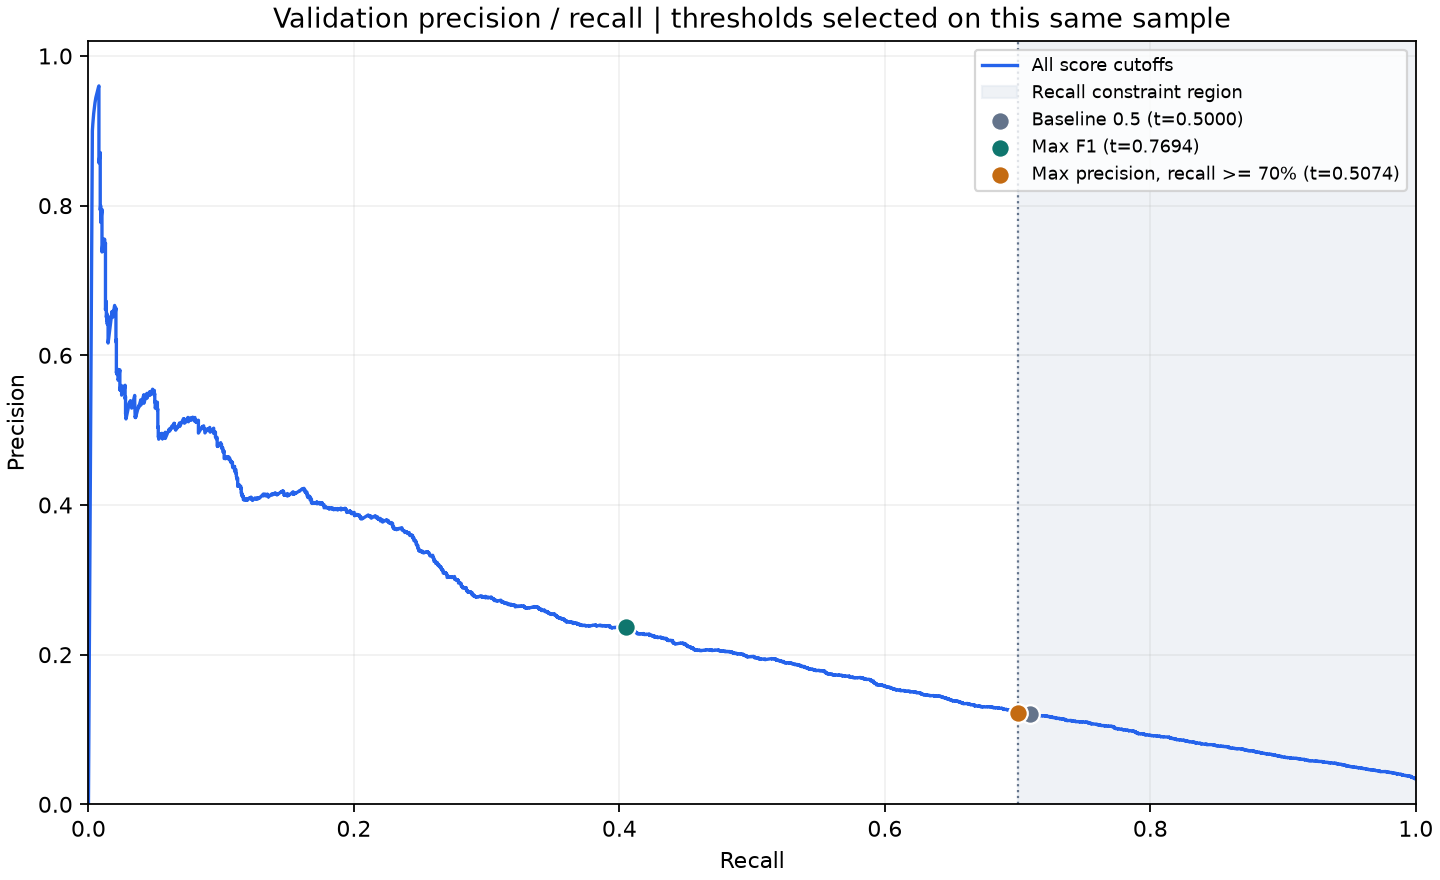 Validation precision / recall | thresholds selected on this same sample
All score cutoffs
Recall constraint region
Baseline 0.5 (t=0.5000)
Max F1 (t=0.7694)
Max precision, recall >= 70% (t=0.5074)
Precision
1.0
0.8
0.6
0.4
0.2
0.0
0.0 0.2 0.4 0.6 0.8 1.0
Recall